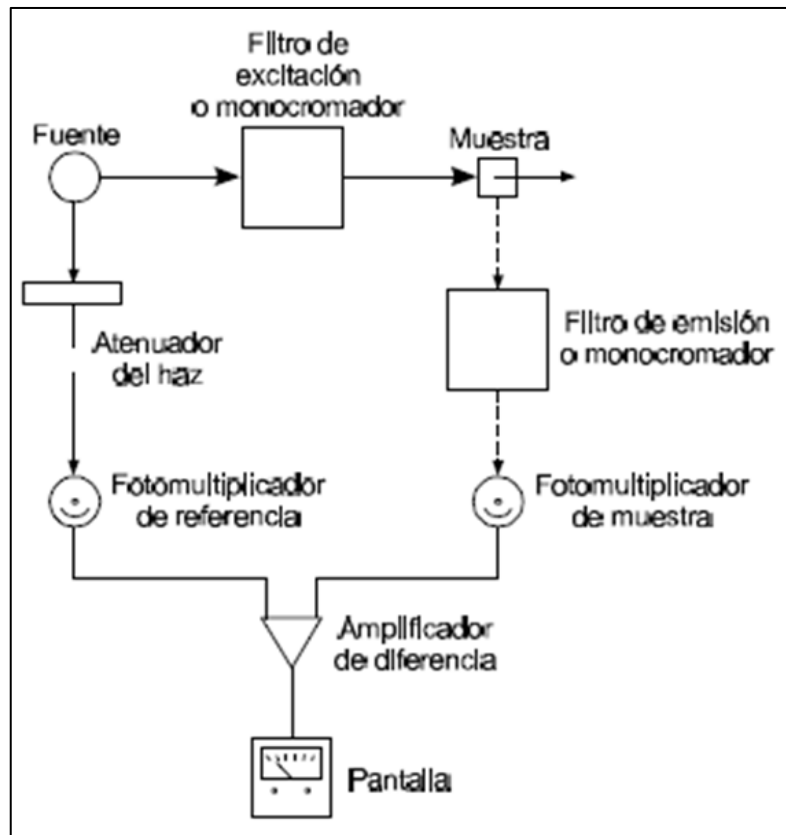 Filtro de
excitación
o monocromador
Fuente
Muestra
Atenuador
del haz
Filtro de emisión
o monocromador
Fotomultiplicador
de referencia
Fotomultiplicador
de muestra
Amplificador
de diferencia
Pantalla